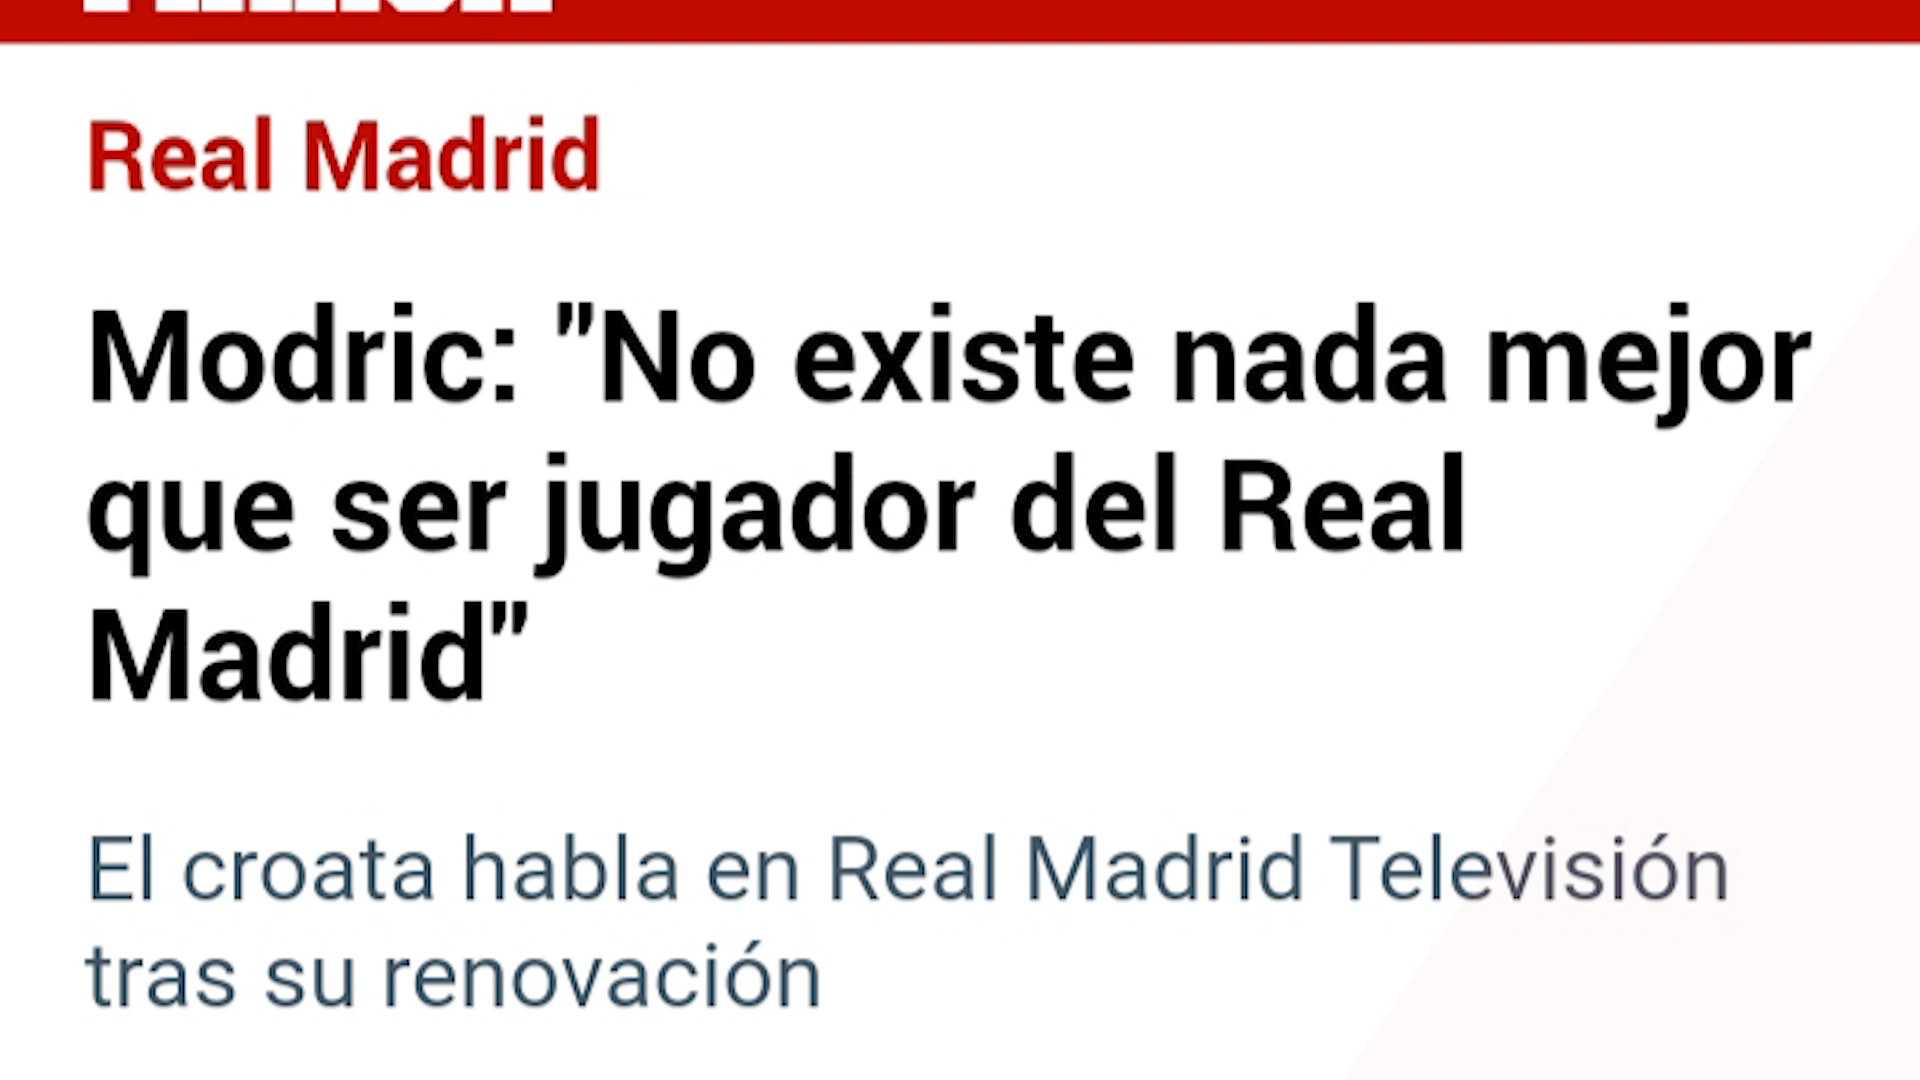 Real Madrid
Modric: "No existe nada mejor
que ser jugador del Real
Madrid"
El croata habla en Real Madrid Televisión
tras su renovación